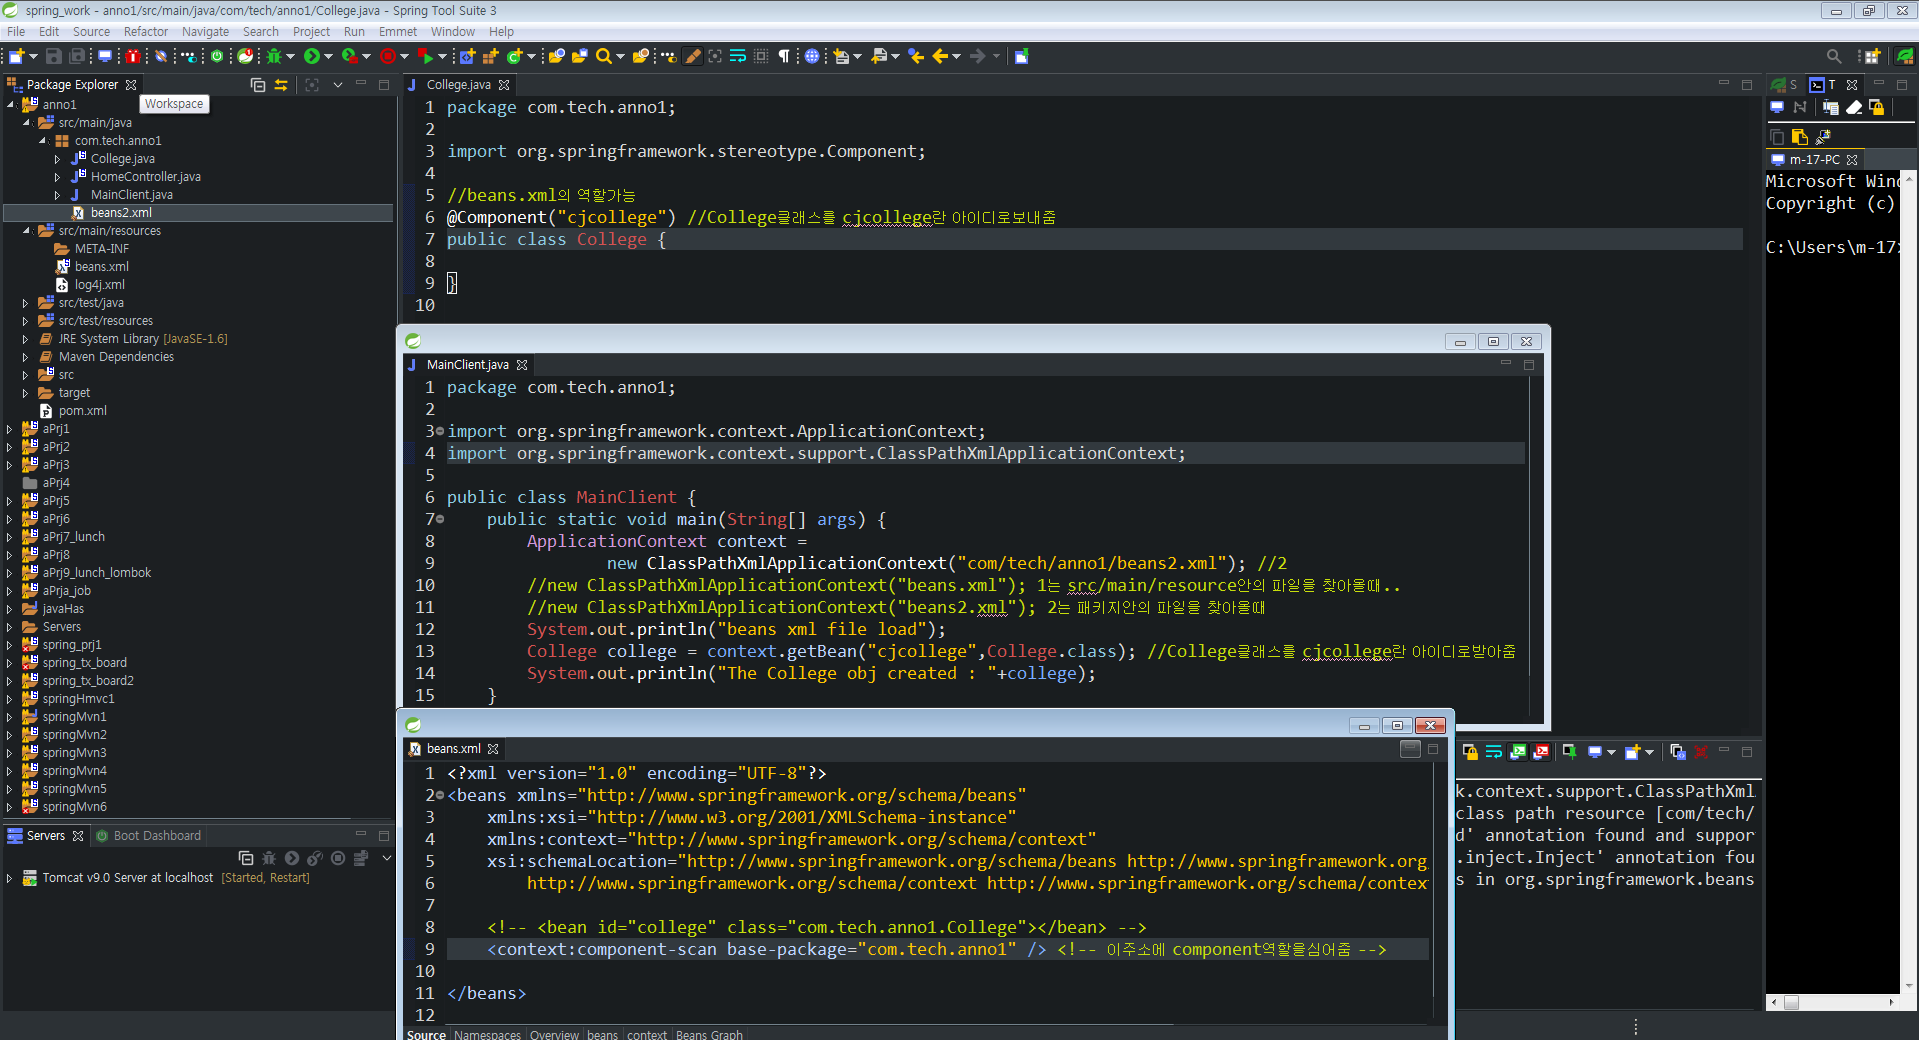 spring_work - anno1/src/main/java/com/tech/anno1/College.java - Spring Tool Suite 3
File Edit Source Refactor Navigate Search Project Run Emmet Window Help
Package Explorer
Workspace
anno1
src/main/java
com.tech.anno1
College.java
HomeController.java
MainClient.java
beans2.xml
src/main/resources
META-INF
beans.xml
log4j.xml
src/test/java
src/test/resources
JRE System Library [JavaSE-1.6]
Maven Dependencies
src
target
pom.xml
aPrj1
aPrj2
aPrj3
aPrj4
aPrj5
aPrj6
aPrj7_lunch
aPrj8
aPrj9_lunch_lombok
aPrja_job
javaHas
Servers
spring_prj1
spring_tx_board
spring_tx_board2
springHmvc1
springMvn1
springMvn2
springMvn3
springMvn4
springMvn5
springMvn6
Servers Boot Dashboard
Tomcat v9.0 Server at localhost [Started, Restart]
College.java
1 package com.tech.anno1;
2
3 import org.springframework.stereotype.Component;
4
5 //beans.xml의 역할가능
6 @Component("cjcollege") //College클래스를 cjcollege란 아이디로보내줌
7 public class College {
8
9 }
10
MainClient.java
1 package com.tech.anno1;
2
3 import org.springframework.context.ApplicationContext;
4 import org.springframework.context.support.ClassPathXmlApplicationContext;
5
6 public class MainClient {
7 public static void main(String[] args) {
8 ApplicationContext context =
9 new ClassPathXmlApplicationContext("com/tech/anno1/beans2.xml"); //2
10 //new ClassPathXmlApplicationContext("beans.xml"); 1는 src/main/resource안의 파일을 찾아올때..
11 //new ClassPathXmlApplicationContext("beans2.xml"); 2는 패키지안의 파일을 찾아올때
12 System.out.println("beans xml file load");
13 College college = context.getBean("cjcollege",College.class); //College클래스를 cjcollege란 아이디로받아줌
14 System.out.println("The College obj created : "+college);
15 }
beans.xml
1 <?xml version="1.0" encoding="UTF-8"?>
2 <beans xmlns="http://www.springframework.org/schema/beans"
3 xmlns:xsi="http://www.w3.org/2001/XMLSchema-instance"
4 xmlns:context="http://www.springframework.org/schema/context"
5 xsi:schemaLocation="http://www.springframework.org/schema/beans http://www.springframework.org
6 http://www.springframework.org/schema/context http://www.springframework.org/schema/contex
7
8 <!-- <bean id="college" class="com.tech.anno1.College"></bean> -->
9 <context:component-scan base-package="com.tech.anno1" /> <!-- 이주소에 component역할을심어줌 -->
10
11 </beans>
12
Source Namespaces Overview beans context Beans Graph
k.context.support.ClassPathXml
class path resource [com/tech/
d' annotation found and suppor
.inject.Inject' annotation fou
s in org.springframework.beans
S T
m-17-PC
Microsoft Wind
Copyright (c)
C:\Users\m-17